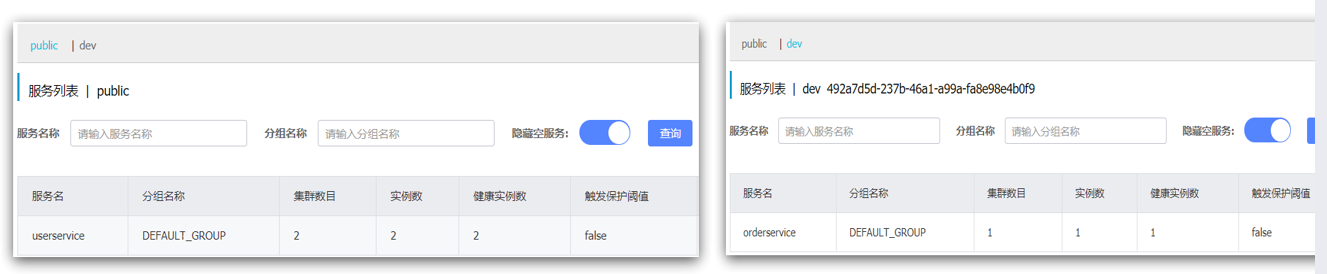 public | dev
服务列表 | public
服务名称 请输入服务名称 分组名称 请输入分组名称 隐藏空服务: 查询
服务名 分组名称 集群数目 实例数 健康实例数 触发保护阈值
userservice DEFAULT_GROUP 2 2 2 false
public | dev
服务列表 | dev 492a7d5d-237b-46a1-a99a-fa8e98e4b0f9
服务名称 请输入服务名称 分组名称 请输入分组名称 隐藏空服务:
服务名 分组名称 集群数目 实例数 健康实例数 触发保护阈值
orderservice DEFAULT_GROUP 1 1 1 false